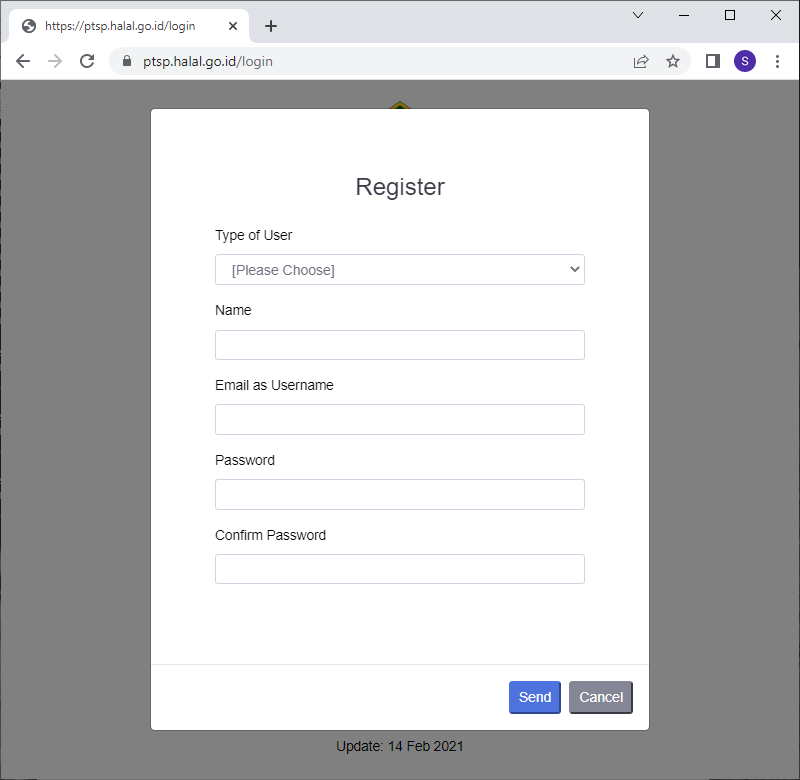 https://ptsp.halal.go.id/login
ptsp.halal.go.id/login
S
Register
Type of User
[Please Choose]
Name
Email as Username
Password
Confirm Password
Send
Cancel
Update: 14 Feb 2021